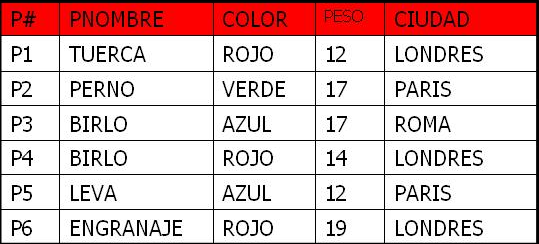 P# PNOMBRE COLOR PESO CIUDAD
P1 TUERCA ROJO 12 LONDRES
P2 PERNO VERDE 17 PARIS
P3 BIRLO AZUL 17 ROMA
P4 BIRLO ROJO 14 LONDRES
P5 LEVA AZUL 12 PARIS
P6 ENGRANAJE ROJO 19 LONDRES